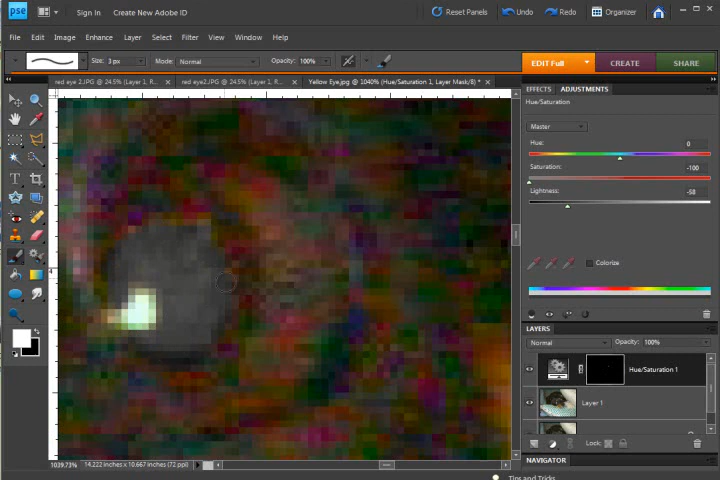 pse Sign In Create New Adobe ID Reset Panels Undo Redo Organizer
File Edit Image Enhance Layer Select Filter View Window Help
Size: 3 px Mode: Normal Opacity: 100% EDIT Full CREATE SHARE
red eye 2.JPG @ 24.5% (Layer 1, R... red eye2.JPG @ 24.5% (Layer 1, R... Yellow Eye.jpg @ 1040% (Hue/Saturation 1, Layer Mask/8) *
EFFECTS ADJUSTMENTS
Hue/Saturation
Master
Hue: 0
Saturation: -100
Lightness: -50
Colorize
LAYERS
Normal Opacity: 100%
Hue/Saturation 1
Layer 1
Lock:
1039.73% 14.222 inches x 10.667 inches (72 ppi)
NAVIGATOR
Tips and Tricks